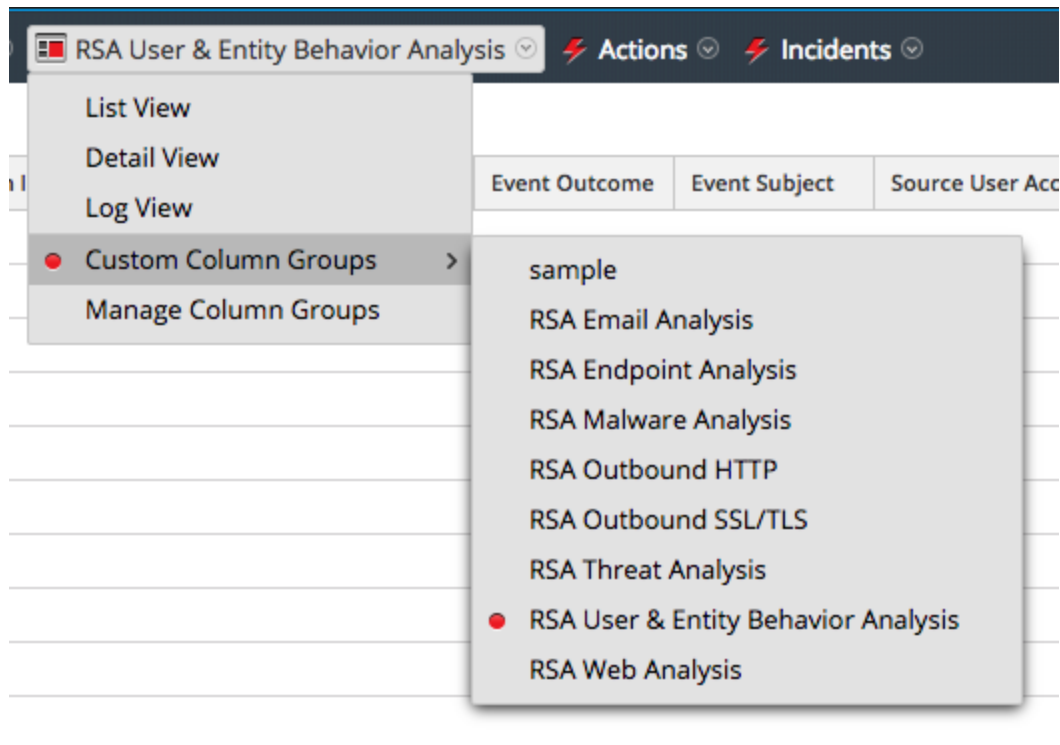 RSA User & Entity Behavior Analysis
Actions
Incidents
List View
Detail View
Log View
Custom Column Groups
Manage Column Groups
Event Outcome
Event Subject
Source User
sample
RSA Email Analysis
RSA Endpoint Analysis
RSA Malware Analysis
RSA Outbound HTTP
RSA Outbound SSL/TLS
RSA Threat Analysis
RSA User & Entity Behavior Analysis
RSA Web Analysis